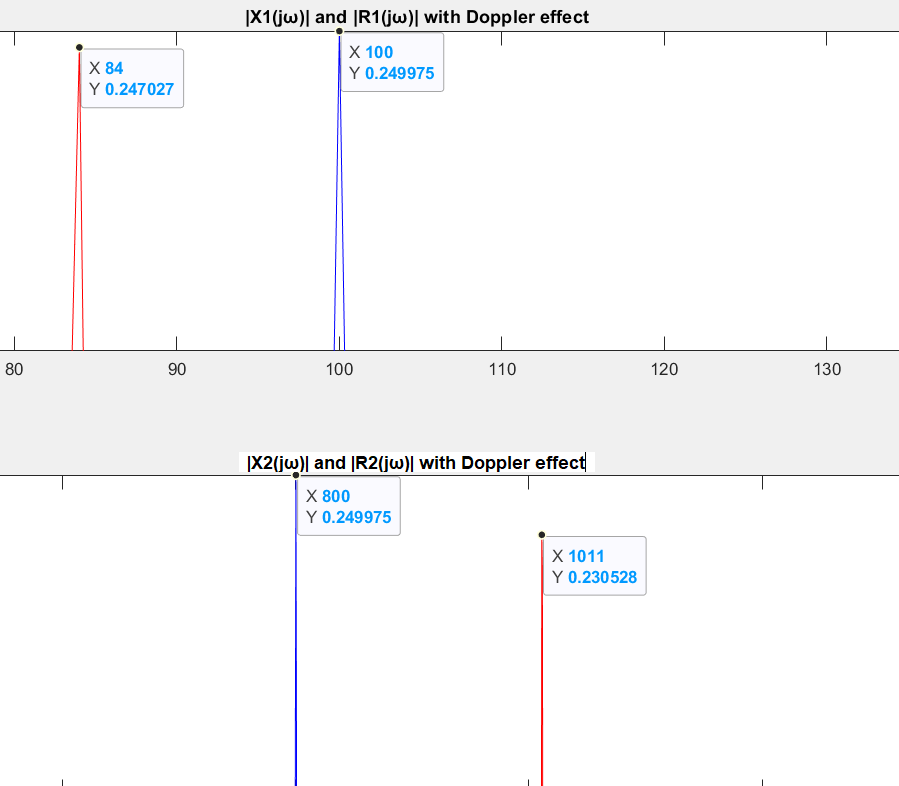 |X1(jω)| and |R1(jω)| with Doppler effect
X 84
Y 0.247027
X 100
Y 0.249975
80 90 100 110 120 130
|X2(jω)| and |R2(jω)| with Doppler effect
X 800
Y 0.249975
X 1011
Y 0.230528